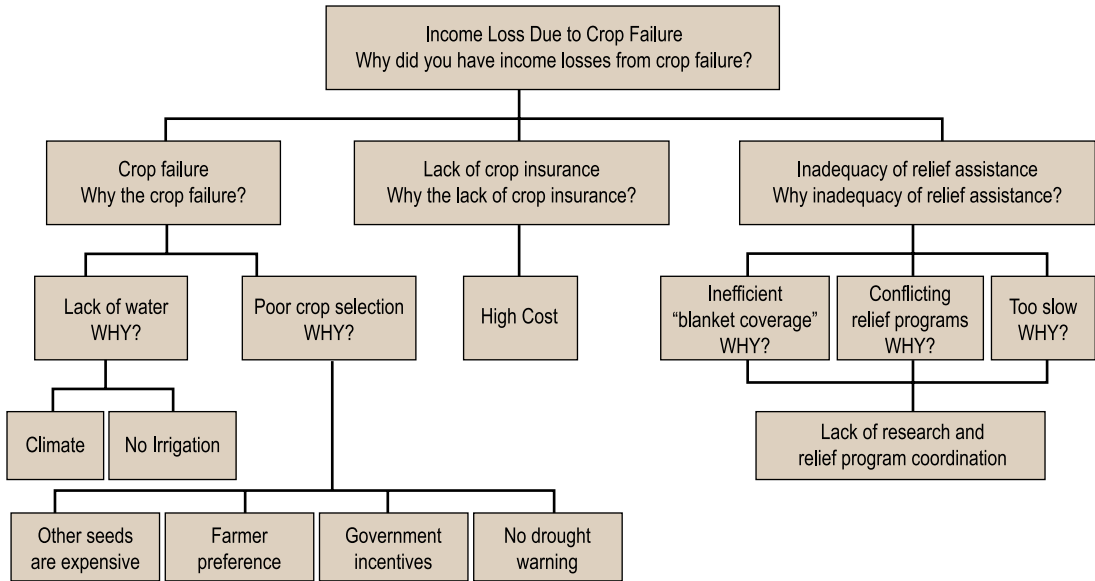 Income Loss Due to Crop Failure
Why did you have income losses from crop failure?
Crop failure
Why the crop failure?
Lack of crop insurance
Why the lack of crop insurance?
Inadequacy of relief assistance
Why inadequacy of relief assistance?
Lack of water
WHY?
Poor crop selection
WHY?
High Cost
Inefficient
“blanket coverage”
WHY?
Conflicting
relief programs
WHY?
Too slow
WHY?
Climate
No Irrigation
Lack of research and
relief program coordination
Other seeds
are expensive
Farmer
preference
Government
incentives
No drought
warning